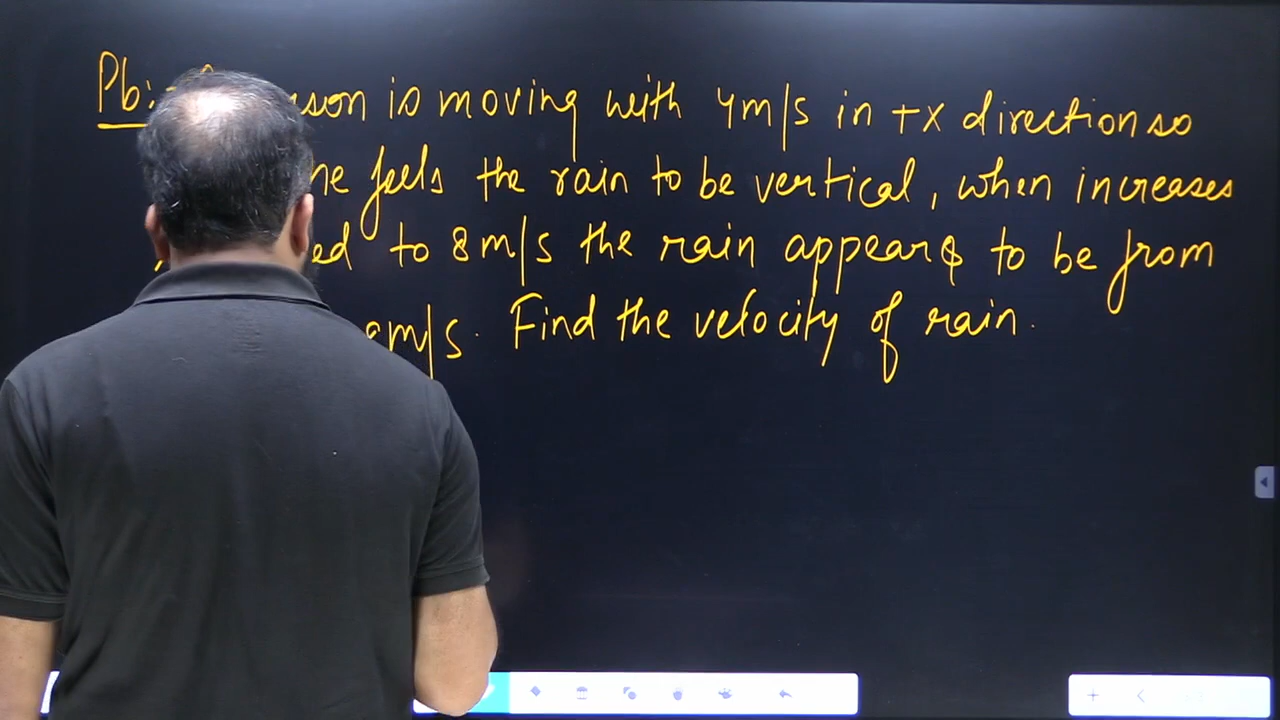 Pb:- son is moving with 4m/s in +x direction so
he feels the rain to be vertical, when increases
ed to 8m/s the rain appears to be from
m/s. Find the velocity of rain.